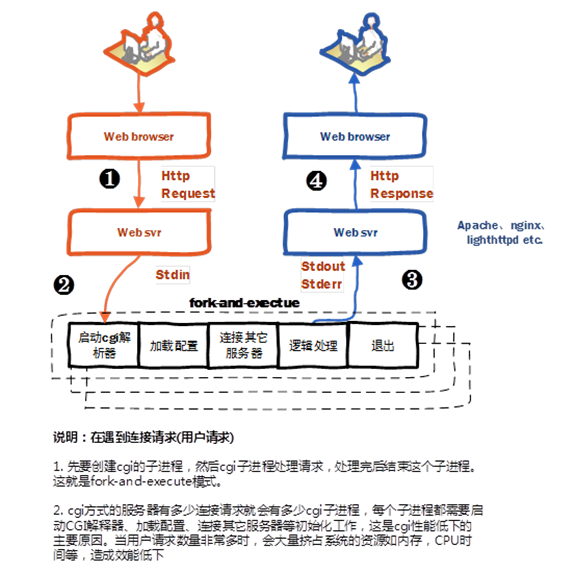 Web browser
Web browser
❶
Http
Request
❹
Http
Response
Web svr
Web svr
Apache、nginx、
lighthttpd etc.
❷
Stdin
Stdout
Stderr
❸
fork-and-exectue
启动cgi解
析器
加载配置
连接其它
服务器
逻辑处理
退出
说明：在遇到连接请求(用户请求)
1. 先要创建cgi的子进程，然后cgi子进程处理请求，处理完后结束这个子进程。
这就是fork-and-execute模式。
2. cgi方式的服务器有多少连接请求就会有多少cgi子进程，每个子进程都需要启
动CGI解释器、加载配置、连接其它服务器等初始化工作，这是cgi性能低下的
主要原因。当用户请求数量非常多时，会大量挤占系统的资源如内存，CPU时
间等，造成效能低下